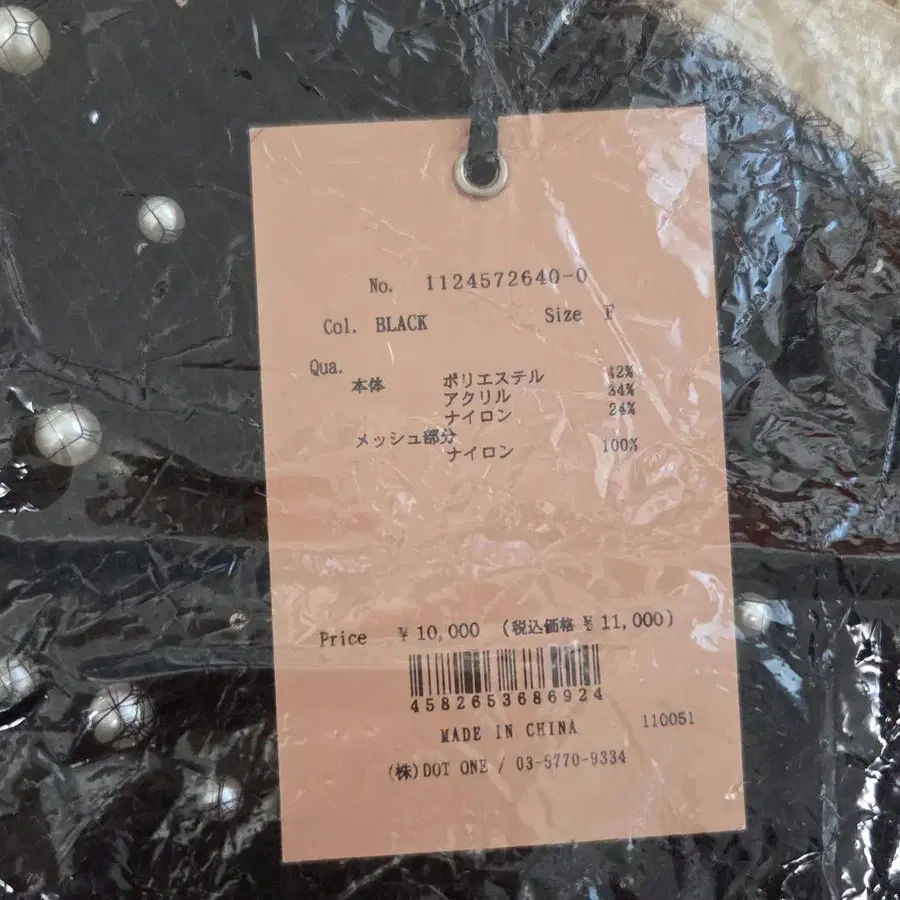 No. 1124572640-0
Col. BLACK Size F
Qua.
本体 ポリエステル 42%
アクリル 34%
ナイロン 24%
メッシュ部分
ナイロン 100%
Price ¥10,000 (税込価格 ¥11,000)
4582653686924
MADE IN CHINA 110051
(株)DOT ONE / 03-5770-9334